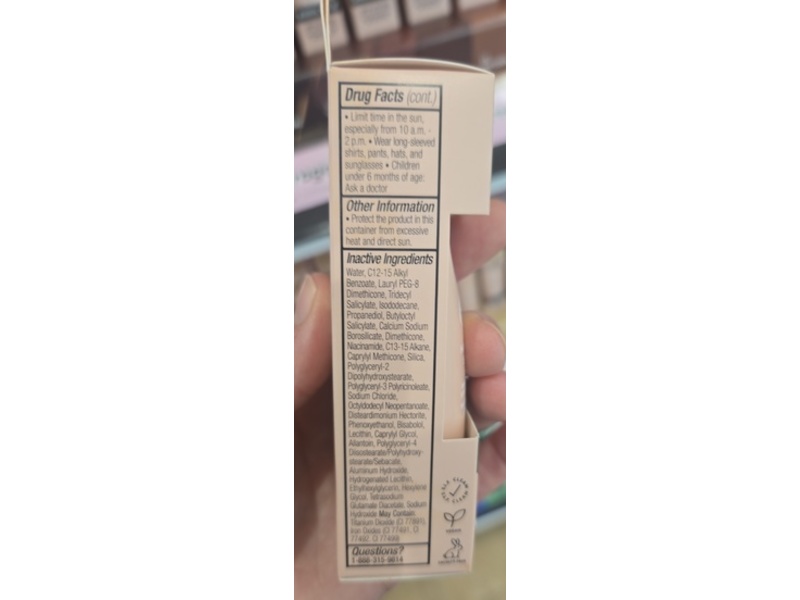 Drug Facts (cont.)
• Limit time in the sun,
especially from 10 a.m. -
2 p.m. • Wear long-sleeved
shirts, pants, hats, and
sunglasses • Children
under 6 months of age:
Ask a doctor
Other Information
• Protect the product in this
container from excessive
heat and direct sun.
Inactive Ingredients
Water, C12-15 Alkyl
Benzoate, Lauryl PEG-8
Dimethicone, Tridecyl
Salicylate, Isododecane,
Propanediol, Butyloctyl
Salicylate, Calcium Sodium
Borosilicate, Dimethicone,
Niacinamide, C13-15 Alkane,
Caprylyl Methicone, Silica,
Polyglyceryl-2
Dipolyhydroxystearate,
Polyglyceryl-3 Polyricinoleate,
Sodium Chloride,
Octyldodecyl Neopentanoate,
Disteardimonium Hectorite,
Phenoxyethanol, Bisabolol,
Lecithin, Caprylyl Glycol,
Allantoin, Polyglyceryl-4
Diisostearate/Polyhydroxy-
stearate/Sebacate,
Aluminum Hydroxide,
Hydrogenated Lecithin,
Ethylhexylglycerin, Hexylene
Glycol, Tetrasodium
Glutamate Diacetate, Sodium
Hydroxide May Contain:
Titanium Dioxide (CI 77891),
Iron Oxides (CI 77491, CI
77492, CI 77499)
Questions?
VEGAN